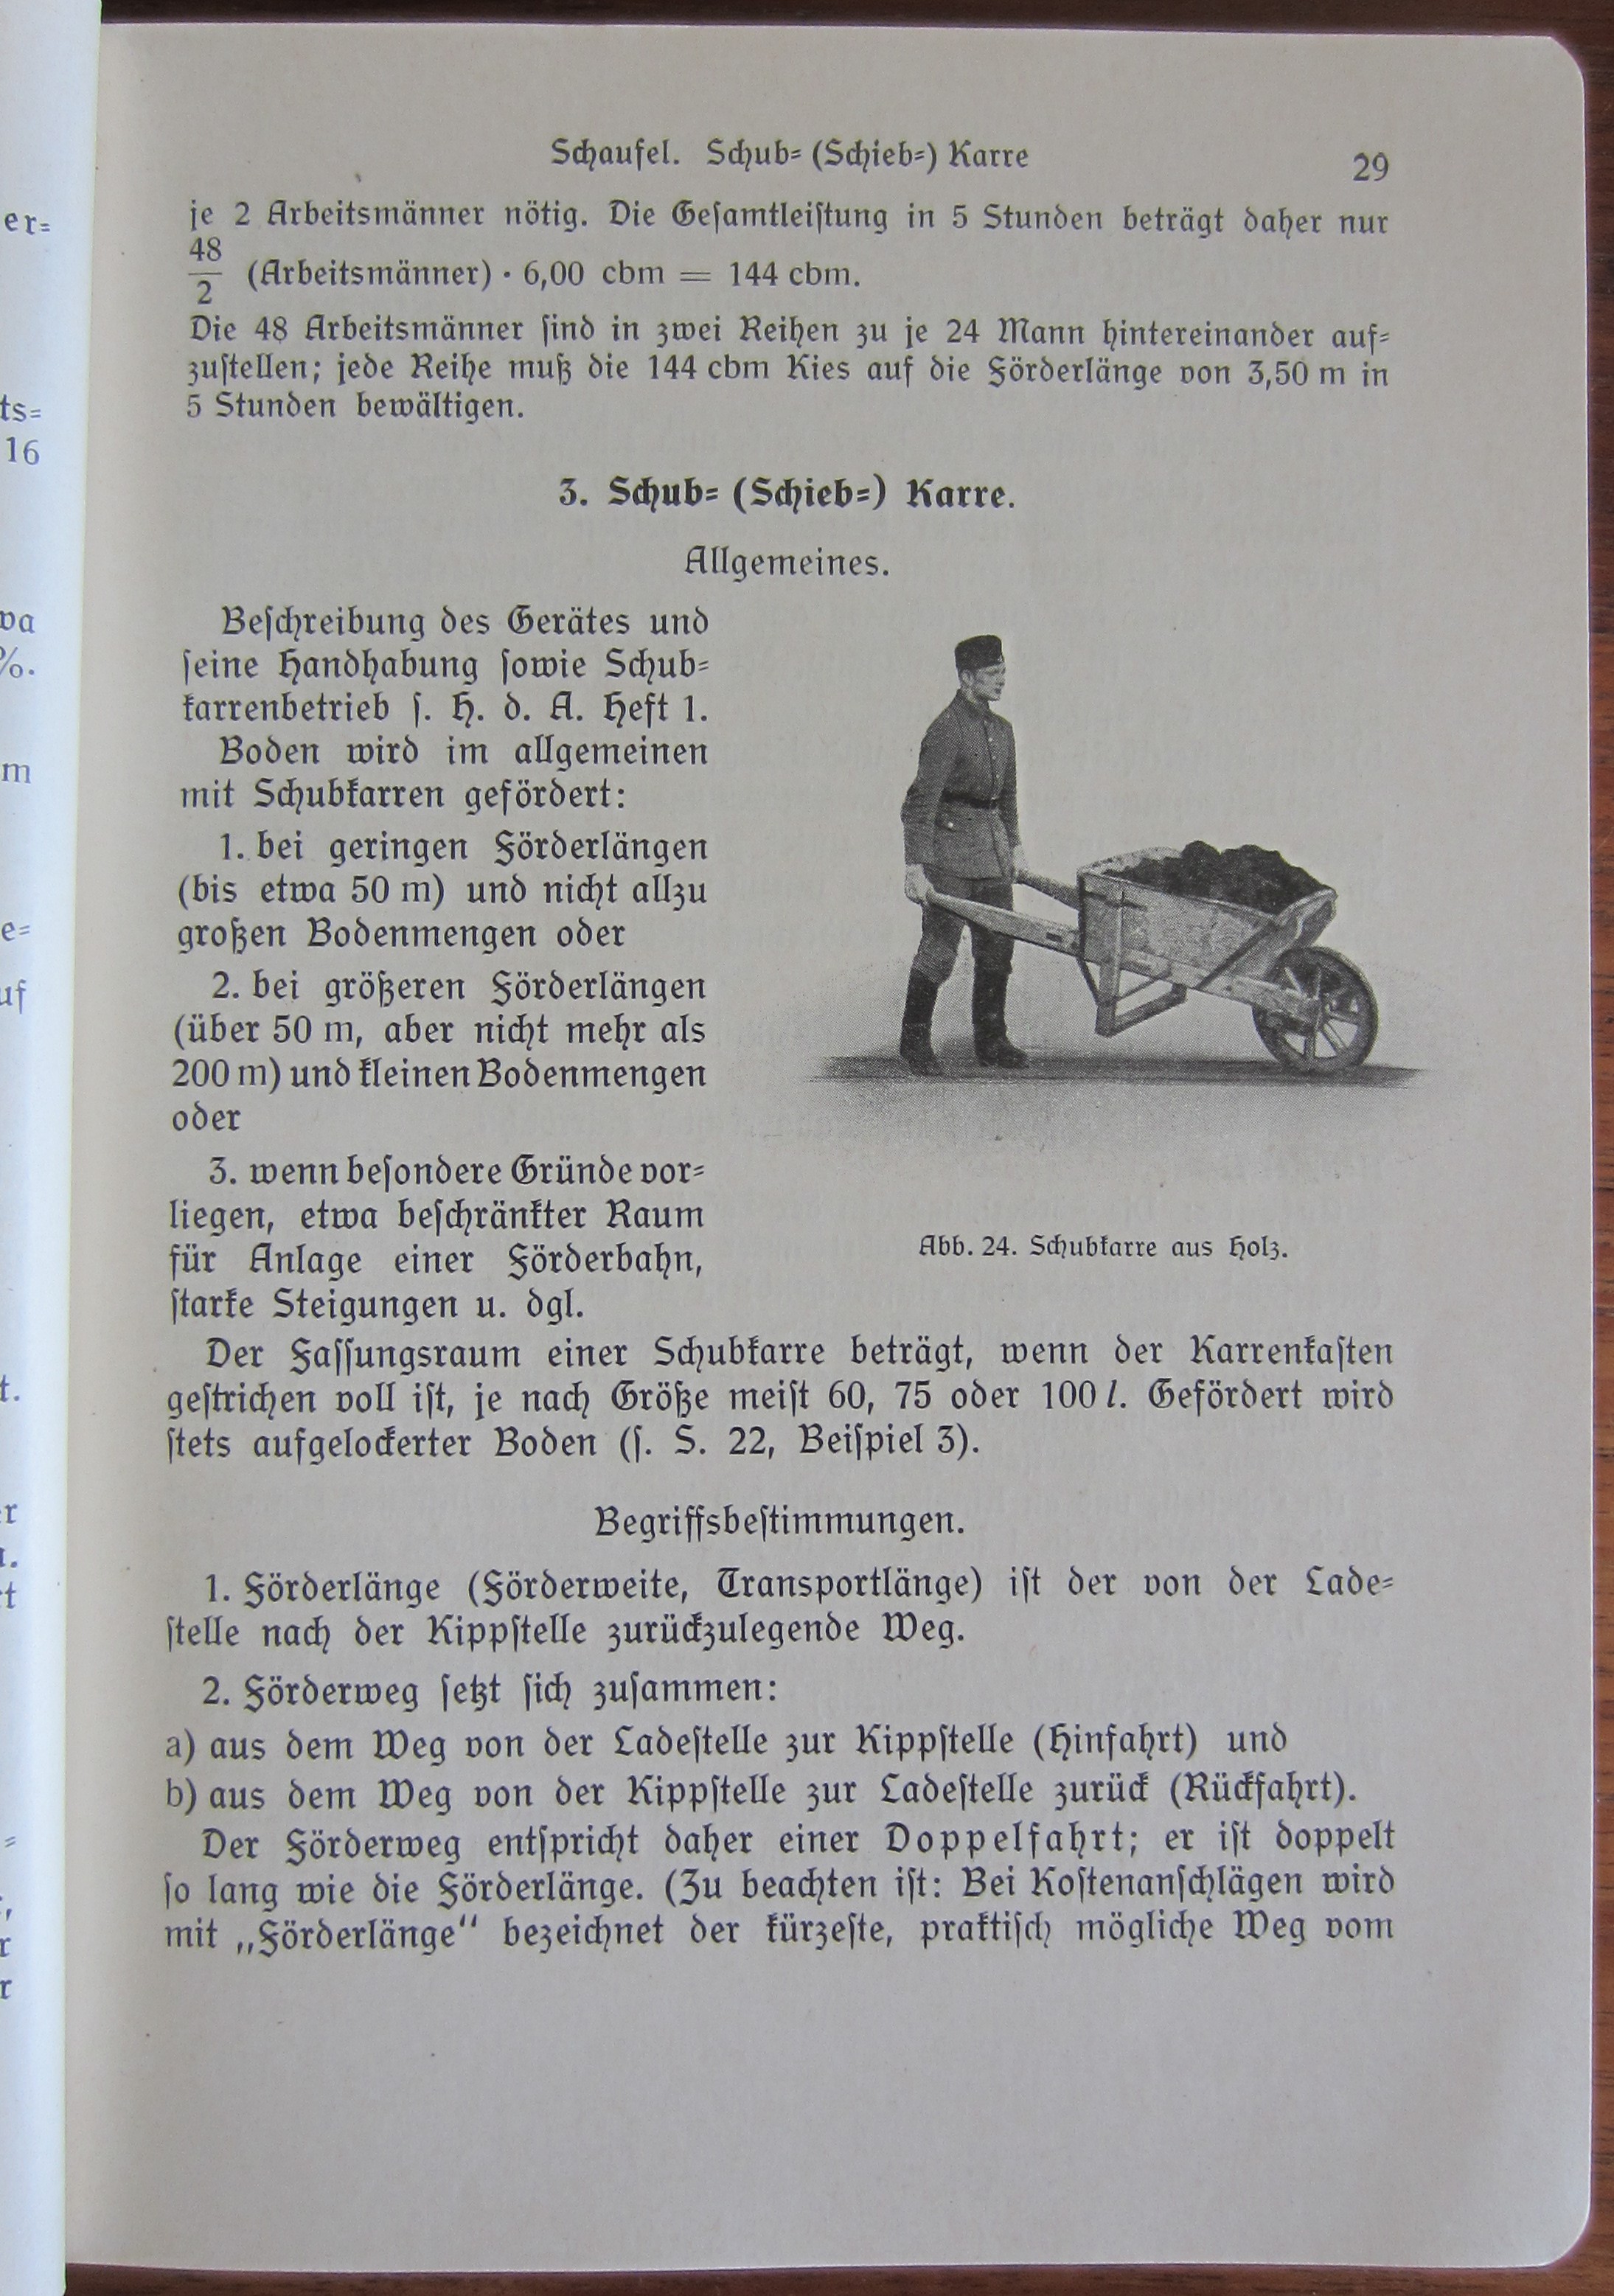 Schaufel. Schub= (Schieb=) Karre
29
je 2 Arbeitsmänner nötig. Die Geſamtleiſtung in 5 Stunden beträgt daher nur
48
2
(Arbeitsmänner) · 6,00 cbm = 144 cbm.
Die 48 Arbeitsmänner ſind in zwei Reihen zu je 24 Mann hintereinander auf=
zuſtellen; jede Reihe muß die 144 cbm Kies auf die Förderlänge von 3,50 m in
5 Stunden bewältigen.
3. Schub= (Schieb=) Karre.
Allgemeines.
Beſchreibung des Gerätes und
ſeine Handhabung ſowie Schub=
karrenbetrieb ſ. H. d. A. Heft 1.
Boden wird im allgemeinen
mit Schubkarren gefördert:
1. bei geringen Förderlängen
(bis etwa 50 m) und nicht allzu
großen Bodenmengen oder
2. bei größeren Förderlängen
(über 50 m, aber nicht mehr als
200 m) und kleinen Bodenmengen
oder
3. wenn beſondere Gründe vor=
liegen, etwa beſchränkter Raum
für Anlage einer Förderbahn,
ſtarke Steigungen u. dgl.
Abb. 24. Schubkarre aus Holz.
Der Faſſungsraum einer Schubkarre beträgt, wenn der Karrenkaſten
geſtrichen voll iſt, je nach Größe meiſt 60, 75 oder 100 l. Gefördert wird
ſtets aufgelockerter Boden (ſ. S. 22, Beiſpiel 3).
Begriffsbeſtimmungen.
1. Förderlänge (Förderweite, Transportlänge) iſt der von der Lade=
ſtelle nach der Kippſtelle zurückzulegende Weg.
2. Förderweg ſetzt ſich zuſammen:
a) aus dem Weg von der Ladeſtelle zur Kippſtelle (Hinfahrt) und
b) aus dem Weg von der Kippſtelle zur Ladeſtelle zurück (Rückfahrt).
Der Förderweg entſpricht daher einer Doppelfahrt; er iſt doppelt
ſo lang wie die Förderlänge. (Zu beachten iſt: Bei Koſtenanſchlägen wird
mit „Förderlänge“ bezeichnet der kürzeſte, praktiſch mögliche Weg vom